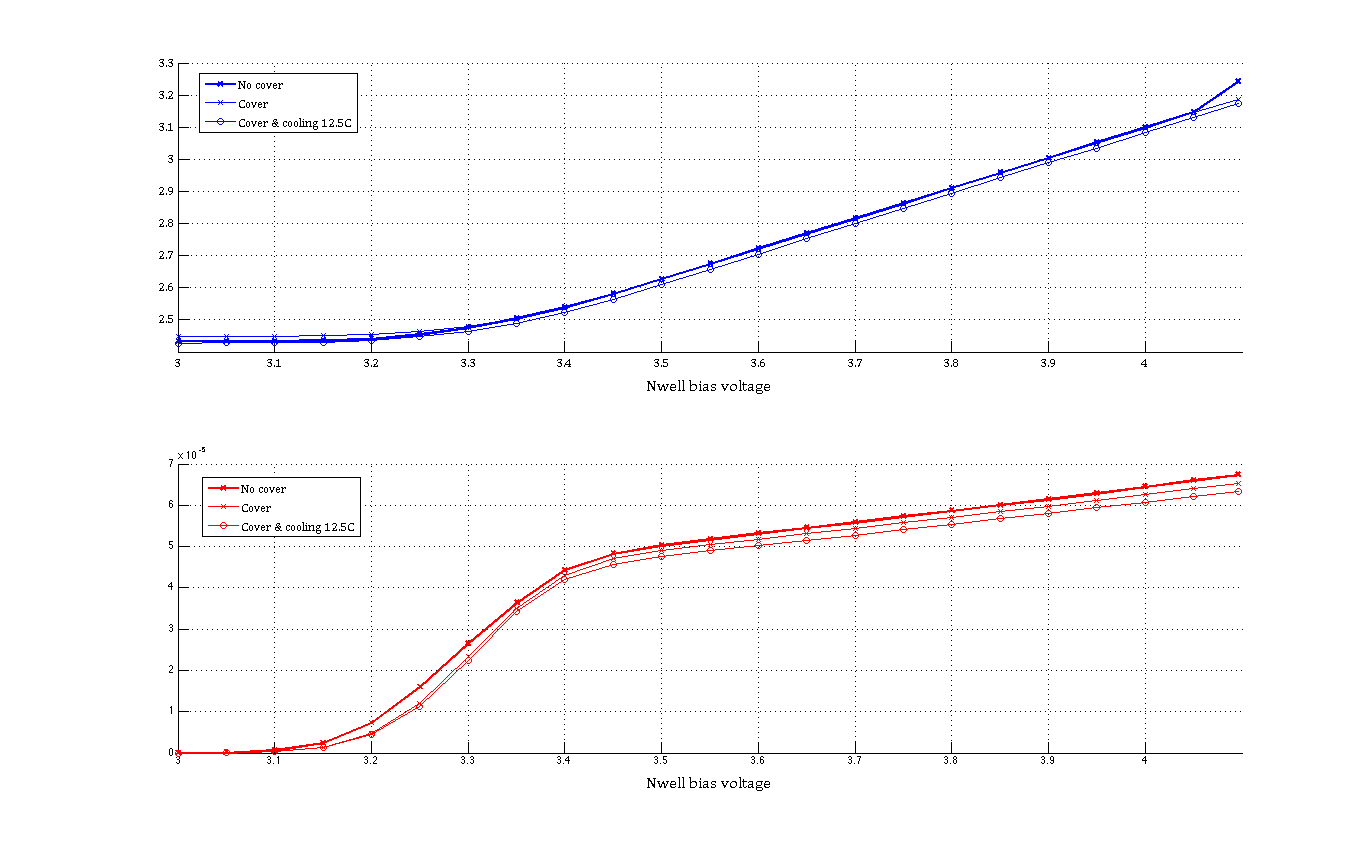 3.3
3.2
3.1
3
2.9
2.8
2.7
2.6
2.5
No cover
Cover
Cover & cooling 12.5C
3 3.1 3.2 3.3 3.4 3.5 3.6 3.7 3.8 3.9 4
Nwell bias voltage
x 10^-5
7
6
5
4
3
2
1
0
No cover
Cover
Cover & cooling 12.5C
3 3.1 3.2 3.3 3.4 3.5 3.6 3.7 3.8 3.9 4
Nwell bias voltage